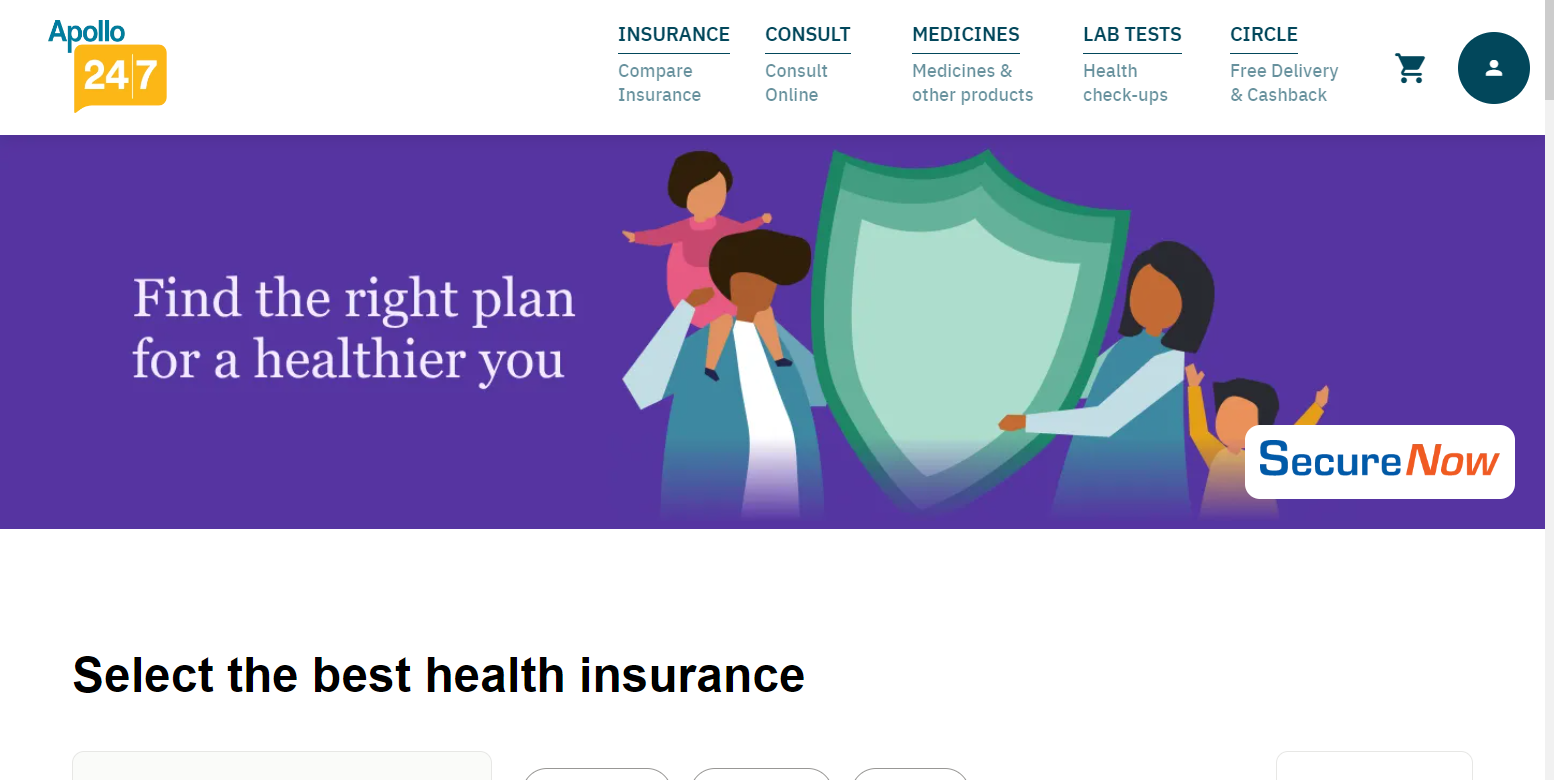 Apollo
24|7
INSURANCE
Compare
Insurance
CONSULT
Consult
Online
MEDICINES
Medicines &
other products
LAB TESTS
Health
check-ups
CIRCLE
Free Delivery
& Cashback
Find the right plan
for a healthier you
SecureNow
Select the best health insurance